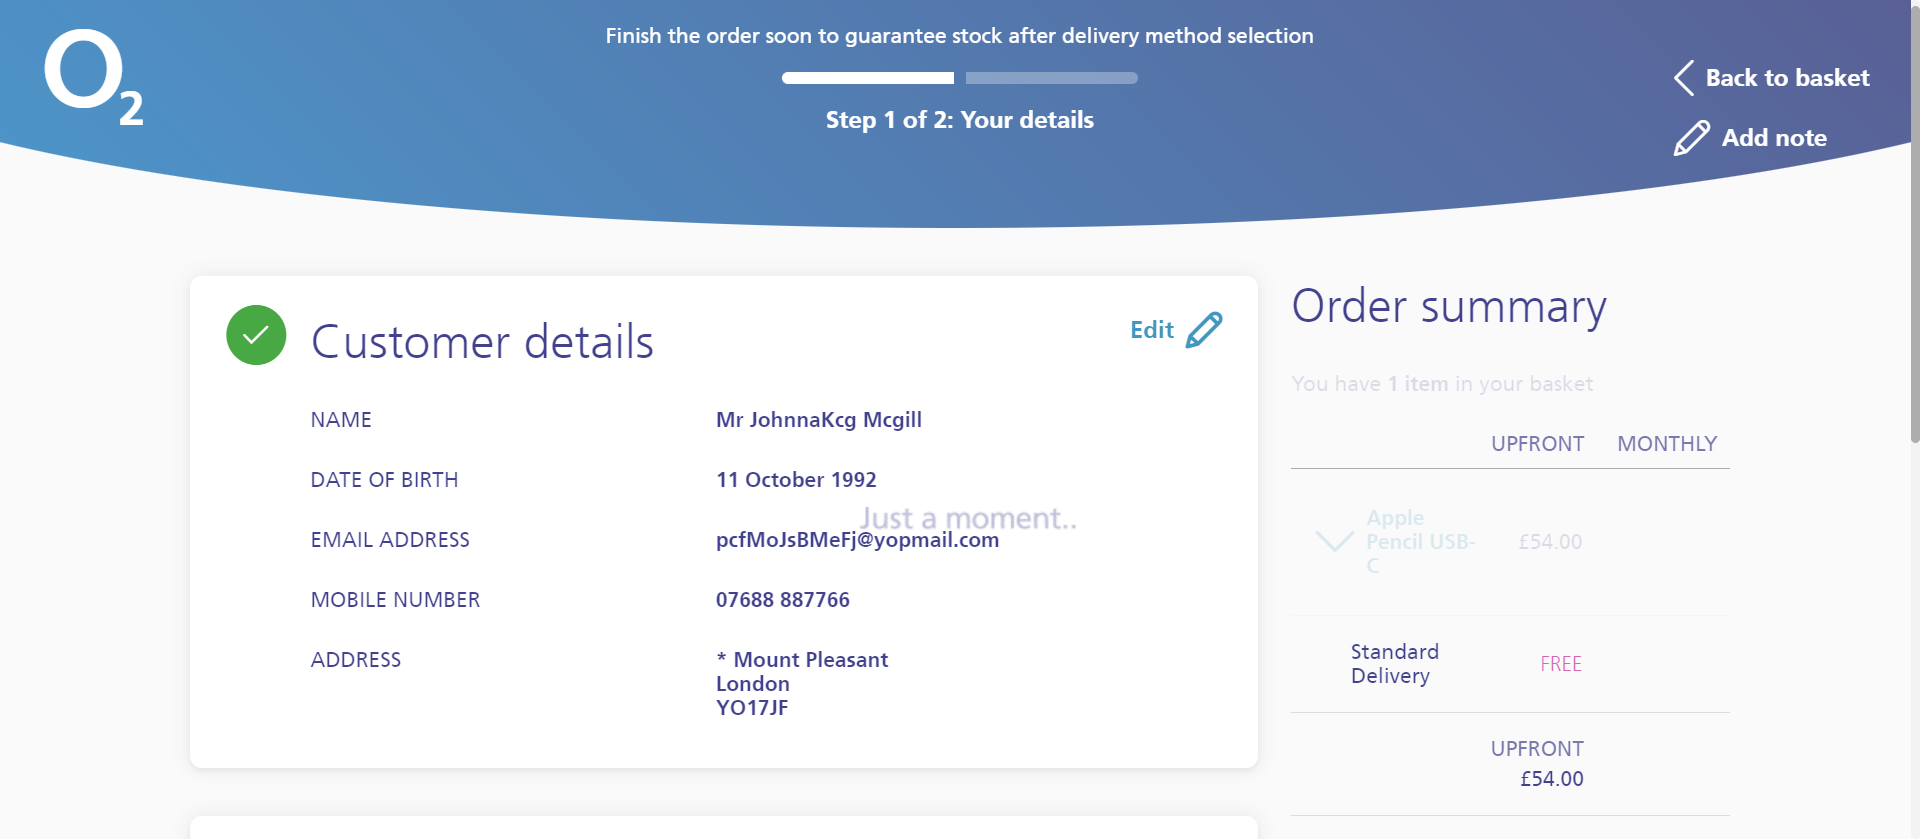 O2
Finish the order soon to guarantee stock after delivery method selection
Step 1 of 2: Your details
Back to basket
Add note
Customer details
Edit
NAME
Mr JohnnaKcg Mcgill
DATE OF BIRTH
11 October 1992
Just a moment..
EMAIL ADDRESS
pcfMoJsBMeFj@yopmail.com
MOBILE NUMBER
07688 887766
ADDRESS
* Mount Pleasant
London
YO17JF
Order summary
You have 1 item in your basket
UPFRONT MONTHLY
Apple
Pencil USB-
C
£54.00
Standard
Delivery
FREE
UPFRONT
£54.00